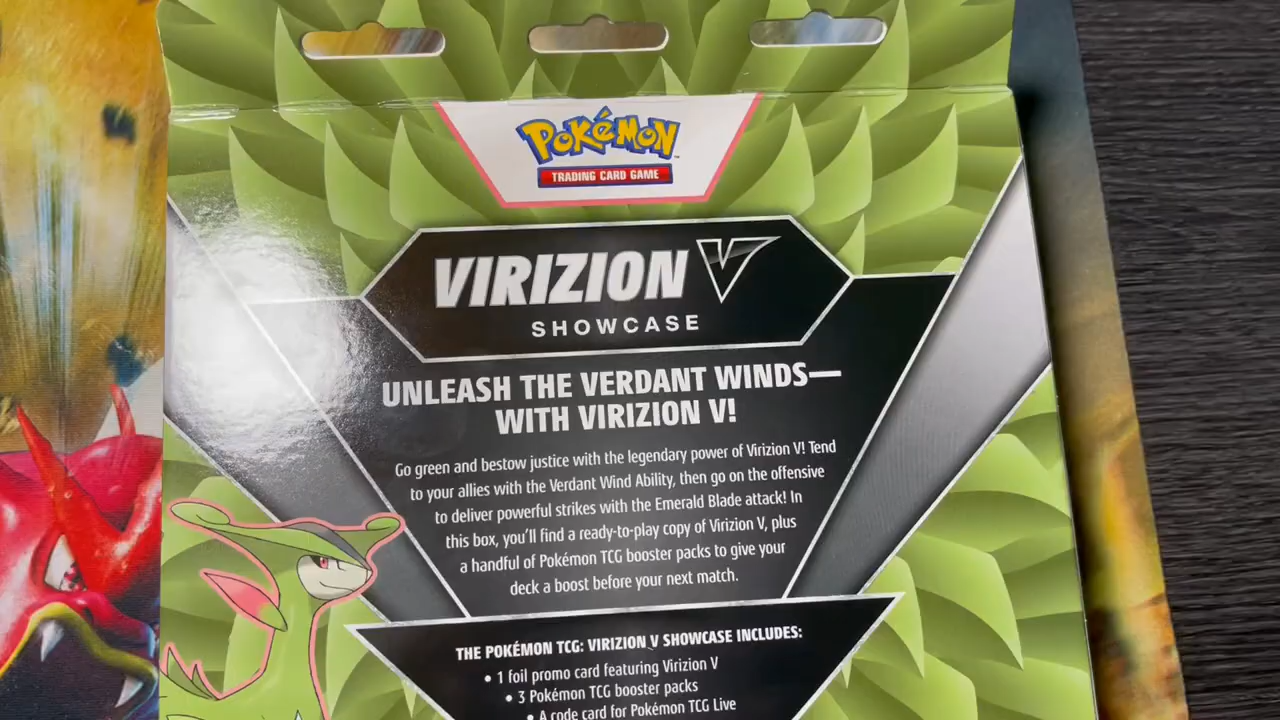 POKÉMON
TRADING CARD GAME
VIRIZION V
SHOWCASE
UNLEASH THE VERDANT WINDS—
WITH VIRIZION V!
Go green and bestow justice with the legendary power of Virizion V! Tend
to your allies with the Verdant Wind Ability, then go on the offensive
to deliver powerful strikes with the Emerald Blade attack! In
this box, you'll find a ready-to-play copy of Virizion V, plus
a handful of Pokémon TCG booster packs to give your
deck a boost before your next match.
THE POKÉMON TCG: VIRIZION V SHOWCASE INCLUDES:
• 1 foil promo card featuring Virizion V
• 3 Pokémon TCG booster packs
• A code card for Pokémon TCG Live